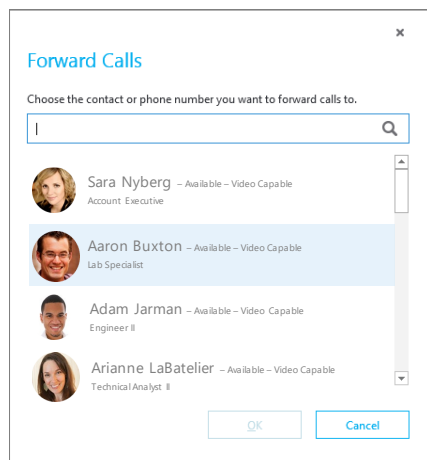 Forward Calls
Choose the contact or phone number you want to forward calls to.
Sara Nyberg – Available – Video Capable
Account Executive
Aaron Buxton – Available – Video Capable
Lab Specialist
Adam Jarman – Available – Video Capable
Engineer II
Arianne LaBatelier – Available – Video Capable
Technical Analyst II
OK Cancel